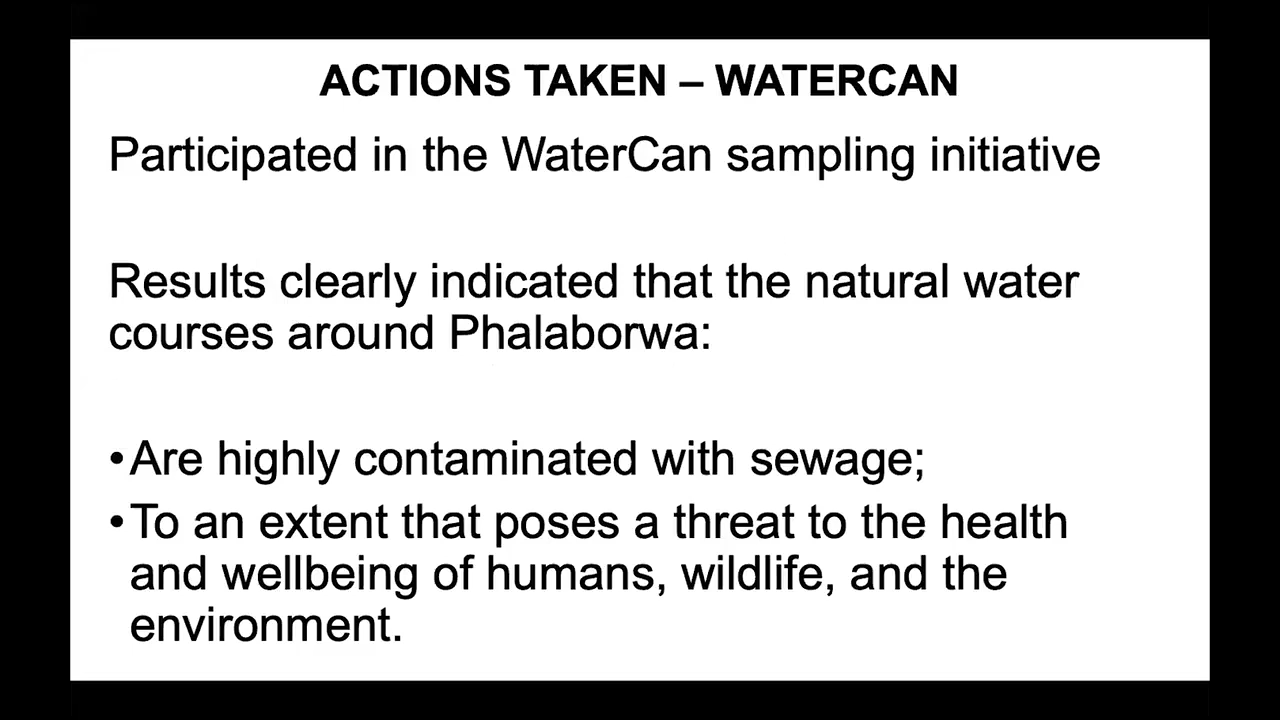 ACTIONS TAKEN – WATERCAN
Participated in the WaterCan sampling initiative
Results clearly indicated that the natural water
courses around Phalaborwa:
•Are highly contaminated with sewage;
•To an extent that poses a threat to the health
and wellbeing of humans, wildlife, and the
environment.